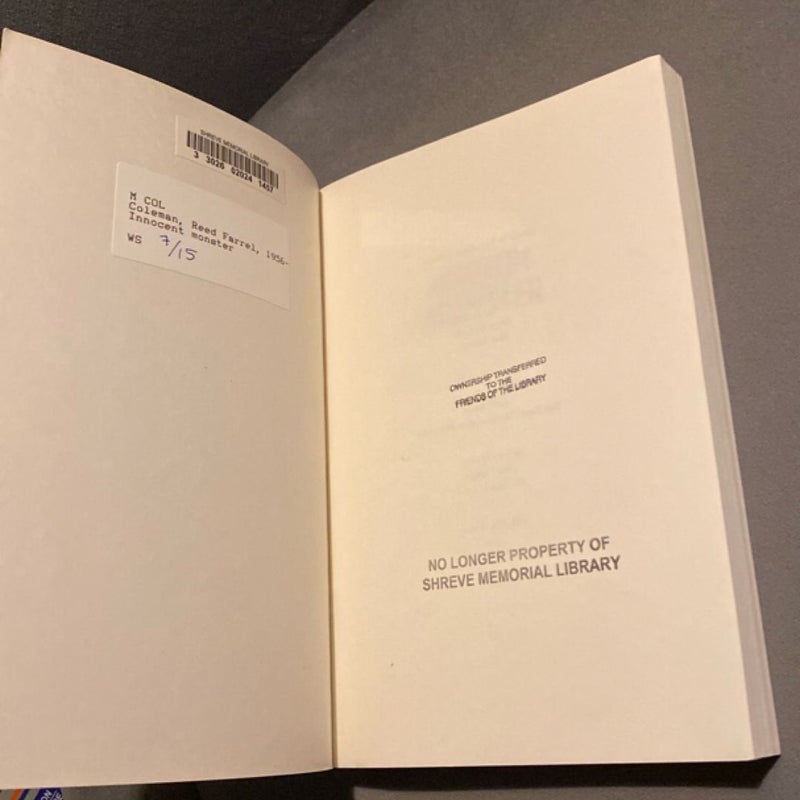 SHREVE MEMORIAL LIBRARY
3 3026 02024 1407
M COL
Coleman, Reed Farrel, 1956-
Innocent monster
WS 7/15
OWNERSHIP TRANSFERRED
TO THE
FRIENDS OF THE LIBRARY
NO LONGER PROPERTY OF
SHREVE MEMORIAL LIBRARY